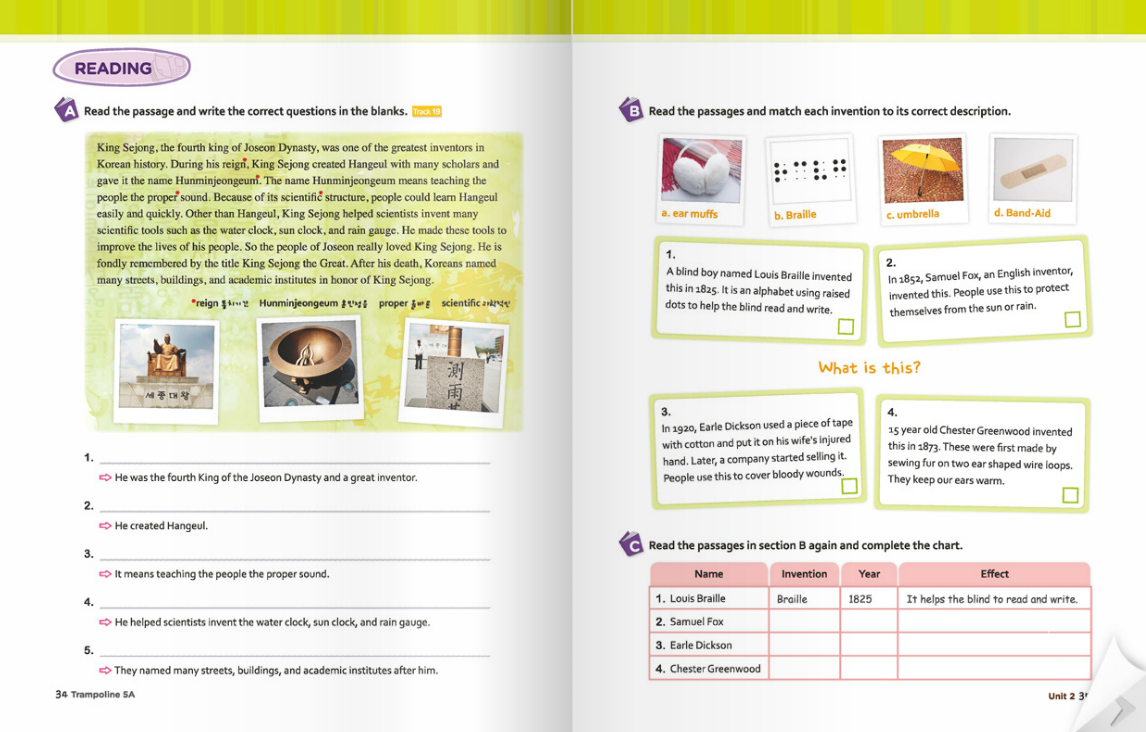 READING
A Read the passage and write the correct questions in the blanks. Track 19
King Sejong, the fourth king of Joseon Dynasty, was one of the greatest inventors in
Korean history. During his reign*, King Sejong created Hangeul with many scholars and
gave it the name Hunminjeongeum*. The name Hunminjeongeum means teaching the
people the proper* sound. Because of its scientific* structure, people could learn Hangeul
easily and quickly. Other than Hangeul, King Sejong helped scientists invent many
scientific tools such as the water clock, sun clock, and rain gauge. He made these tools to
improve the lives of his people. So the people of Joseon really loved King Sejong. He is
fondly remembered by the title King Sejong the Great. After his death, Koreans named
many streets, buildings, and academic institutes in honor of King Sejong.
*reign 통치기간 Hunminjeongeum 훈민정음 proper 올바른 scientific 과학적인
세종대왕
測
雨
1.
⇨ He was the fourth King of the Joseon Dynasty and a great inventor.
2.
⇨ He created Hangeul.
3.
⇨ It means teaching the people the proper sound.
4.
⇨ He helped scientists invent the water clock, sun clock, and rain gauge.
5.
⇨ They named many streets, buildings, and academic institutes after him.
34 Trampoline 5A
B Read the passages and match each invention to its correct description.
a. ear muffs
b. Braille
c. umbrella
d. Band-Aid
1.
A blind boy named Louis Braille invented
this in 1825. It is an alphabet using raised
dots to help the blind read and write.
2.
In 1852, Samuel Fox, an English inventor,
invented this. People use this to protect
themselves from the sun or rain.
What is this?
3.
In 1920, Earle Dickson used a piece of tape
with cotton and put it on his wife's injured
hand. Later, a company started selling it.
People use this to cover bloody wounds.
4.
15 year old Chester Greenwood invented
this in 1873. These were first made by
sewing fur on two ear shaped wire loops.
They keep our ears warm.
C Read the passages in section B again and complete the chart.
Name Invention Year Effect
1. Louis Braille Braille 1825 It helps the blind to read and write.
2. Samuel Fox
3. Earle Dickson
4. Chester Greenwood
Unit 2